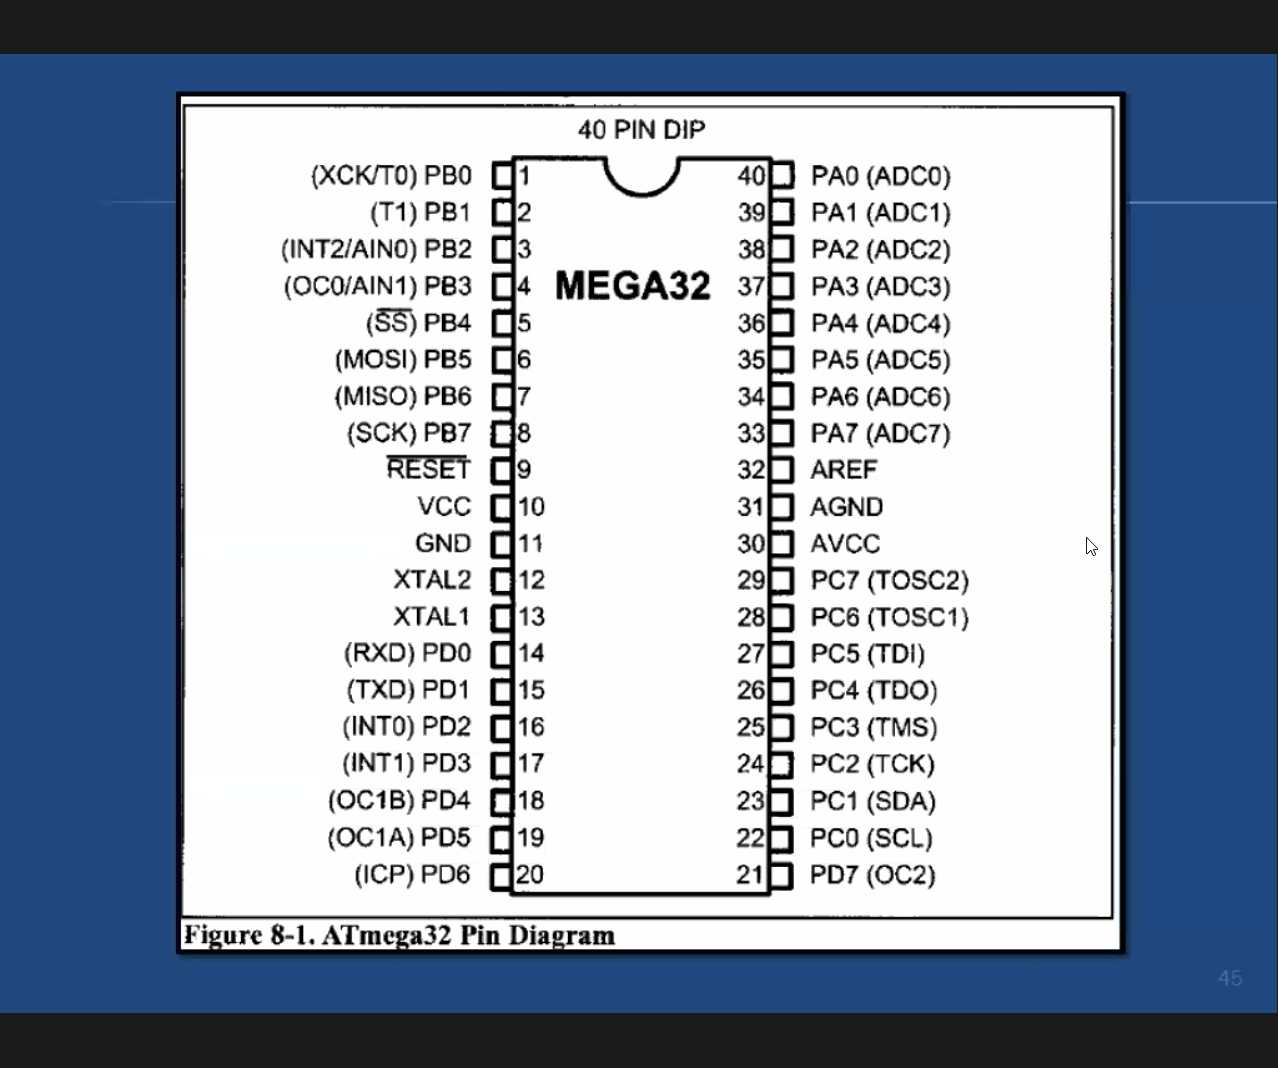 40 PIN DIP
(XCK/T0) PB0 1 40 PA0 (ADC0)
(T1) PB1 2 39 PA1 (ADC1)
(INT2/AIN0) PB2 3 38 PA2 (ADC2)
(OC0/AIN1) PB3 4 MEGA32 37 PA3 (ADC3)
(SS) PB4 5 36 PA4 (ADC4)
(MOSI) PB5 6 35 PA5 (ADC5)
(MISO) PB6 7 34 PA6 (ADC6)
(SCK) PB7 8 33 PA7 (ADC7)
RESET 9 32 AREF
VCC 10 31 AGND
GND 11 30 AVCC
XTAL2 12 29 PC7 (TOSC2)
XTAL1 13 28 PC6 (TOSC1)
(RXD) PD0 14 27 PC5 (TDI)
(TXD) PD1 15 26 PC4 (TDO)
(INT0) PD2 16 25 PC3 (TMS)
(INT1) PD3 17 24 PC2 (TCK)
(OC1B) PD4 18 23 PC1 (SDA)
(OC1A) PD5 19 22 PC0 (SCL)
(ICP) PD6 20 21 PD7 (OC2)
Figure 8-1. ATmega32 Pin Diagram
45